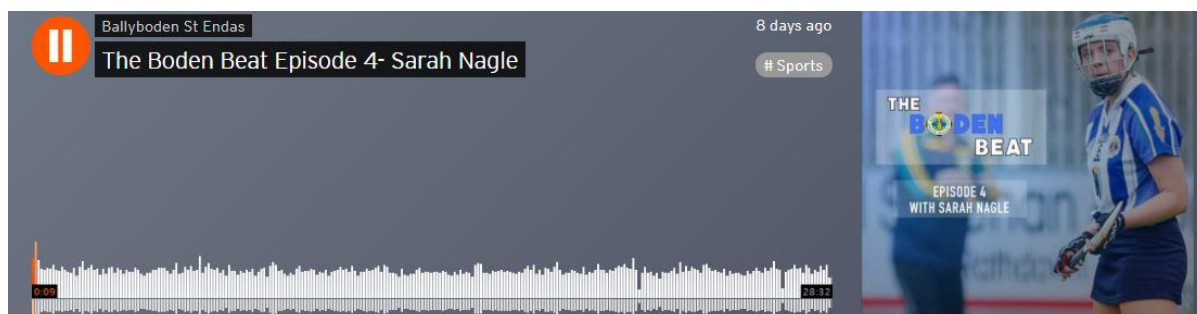 Ballyboden St Endas
The Boden Beat Episode 4- Sarah Nagle
8 days ago
# Sports
0:09
28:32
THE
BODEN
BEAT
EPISODE 4
WITH SARAH NAGLE